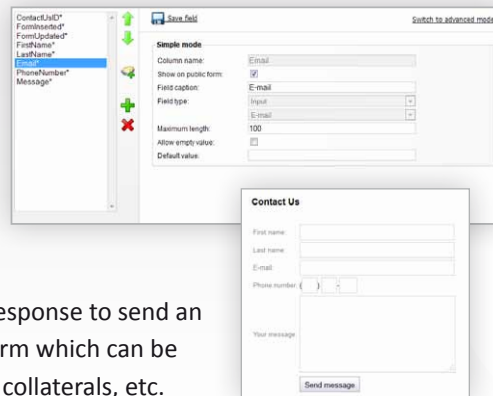 ContactUsID*
FormInserted*
FormUpdated*
FirstName*
LastName*
Email*
PhoneNumber*
Message*
Save field
Switch to advanced mode
Simple mode
Column name: Email
Show on public form:
Field caption: E-mail
Field type: Input
E-mail
Maximum length: 100
Allow empty value:
Default value:
Contact Us
First name:
Last name:
E-mail:
Phone number: ( ) -
Your message:
Send message
esponse to send an
rm which can be
collaterals, etc.